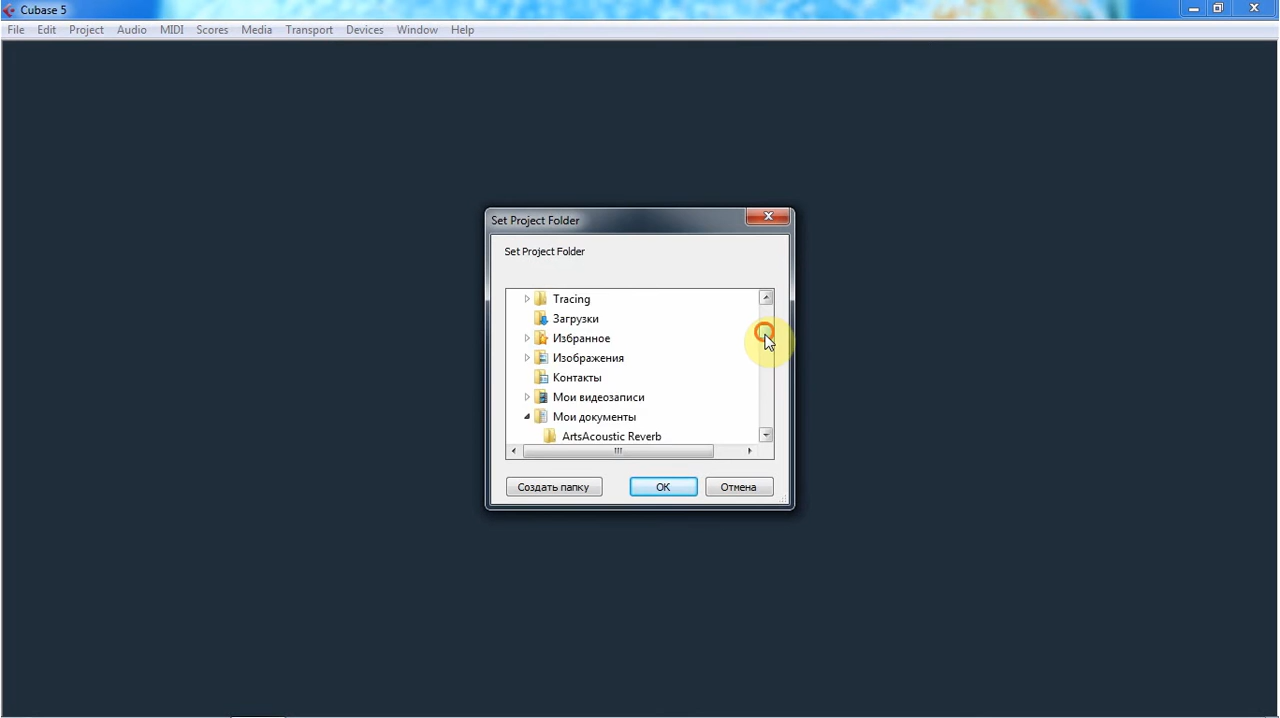 Cubase 5
File Edit Project Audio MIDI Scores Media Transport Devices Window Help
Set Project Folder
Set Project Folder
Tracing
Загрузки
Избранное
Изображения
Контакты
Мои видеозаписи
Мои документы
ArtsAcoustic Reverb
Создать папку OK Отмена